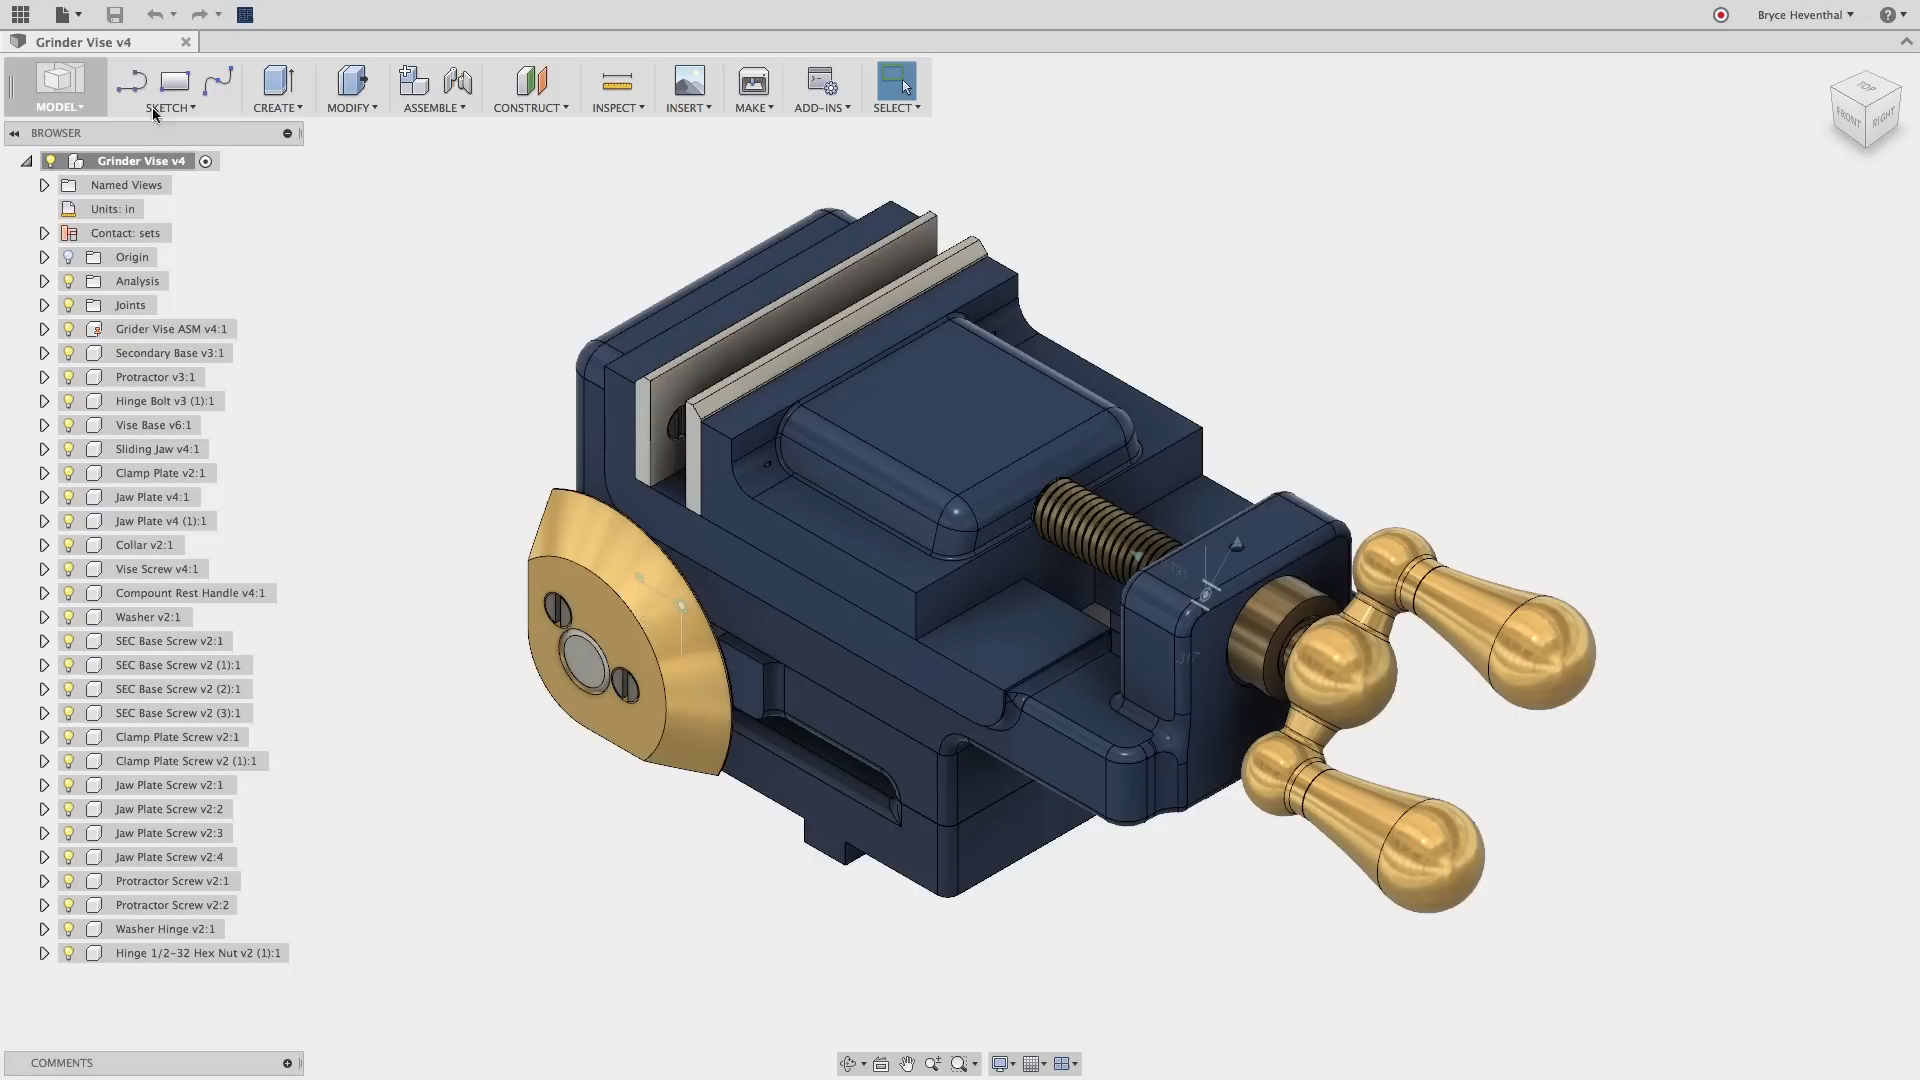 Bryce Heventhal
Grinder Vise v4
MODEL
SKETCH
CREATE
MODIFY
ASSEMBLE
CONSTRUCT
INSPECT
INSERT
MAKE
ADD-INS
SELECT
TOP
FRONT
RIGHT
BROWSER
Grinder Vise v4
Named Views
Units: in
Contact: sets
Origin
Analysis
Joints
Grider Vise ASM v4:1
Secondary Base v3:1
Protractor v3:1
Hinge Bolt v3 (1):1
Vise Base v6:1
Sliding Jaw v4:1
Clamp Plate v2:1
Jaw Plate v4:1
Jaw Plate v4 (1):1
Collar v2:1
Vise Screw v4:1
Compount Rest Handle v4:1
Washer v2:1
SEC Base Screw v2:1
SEC Base Screw v2 (1):1
SEC Base Screw v2 (2):1
SEC Base Screw v2 (3):1
Clamp Plate Screw v2:1
Clamp Plate Screw v2 (1):1
Jaw Plate Screw v2:1
Jaw Plate Screw v2:2
Jaw Plate Screw v2:3
Jaw Plate Screw v2:4
Protractor Screw v2:1
Protractor Screw v2:2
Washer Hinge v2:1
Hinge 1/2-32 Hex Nut v2 (1):1
COMMENTS